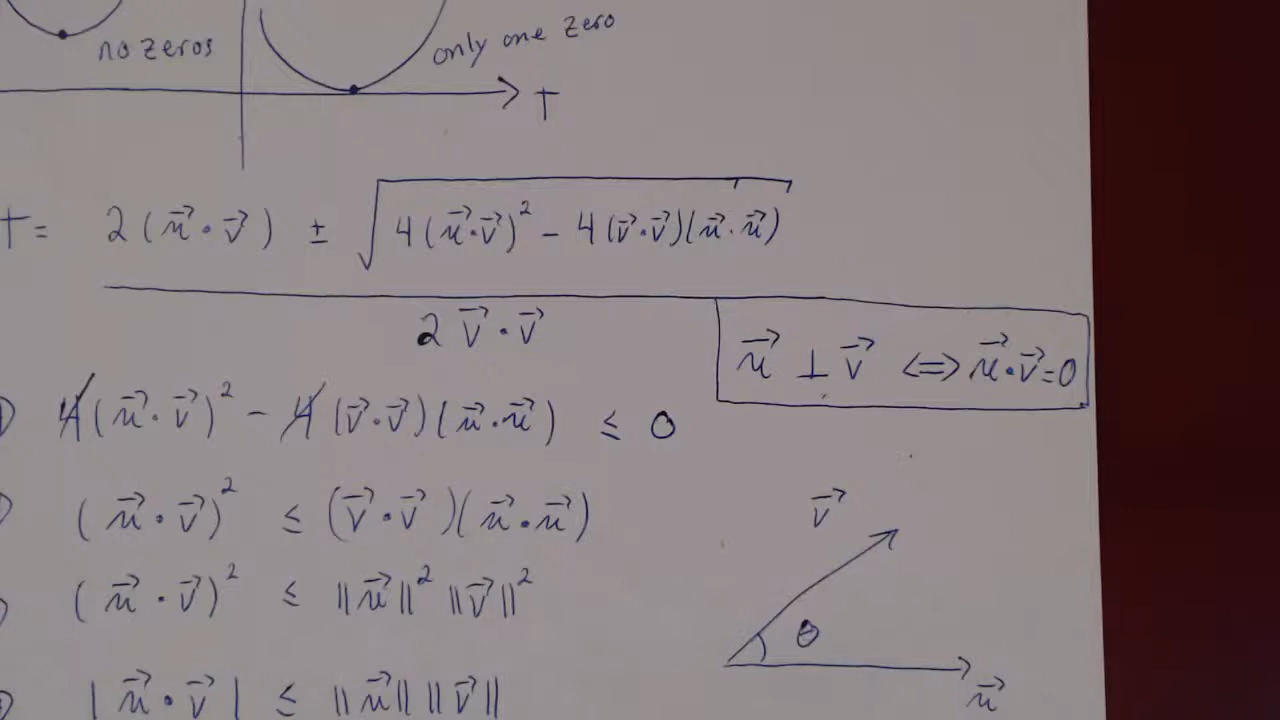 no zeros
only one zero
T
T = 2(u⃗·v⃗) ± √4(u⃗·v⃗)² − 4(v⃗·v⃗)(u⃗·u⃗)
2 v⃗·v⃗
u⃗ ⊥ v⃗ ⟺ u⃗·v⃗=0
4(u⃗·v⃗)² − 4(v⃗·v⃗)(u⃗·u⃗) ≤ 0
(u⃗·v⃗)² ≤ (v⃗·v⃗)(u⃗·u⃗)
(u⃗·v⃗)² ≤ ||u⃗||² ||v⃗||²
|u⃗·v⃗| ≤ ||u⃗|| ||v⃗||
v⃗
θ
u⃗